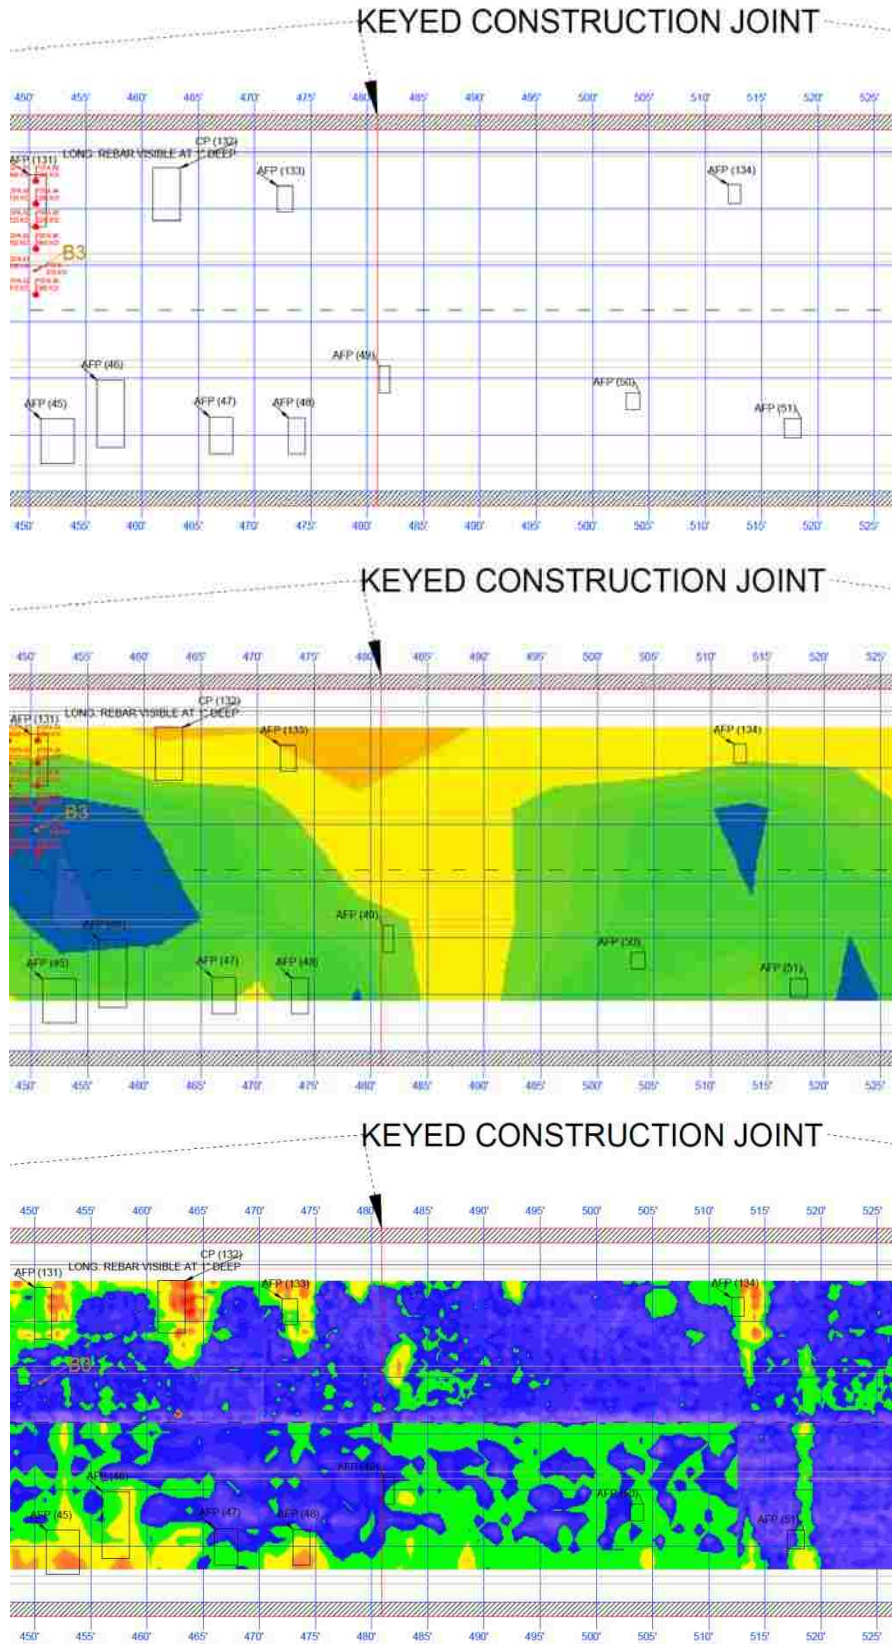 KEYED CONSTRUCTION JOINT
450' 455' 460' 465' 470' 475' 480' 485' 490' 495' 500' 505' 510' 515' 520' 525'
CP (132)
AFP (131) LONG. REBAR VISIBLE AT 1" DEEP
AFP (133) AFP (134)
B3
AFP (49)
AFP (46)
AFP (50)
AFP (45) AFP (47) AFP (48) AFP (51)
450' 455' 460' 465' 470' 475' 480' 485' 490' 495' 500' 505' 510' 515' 520' 525'
KEYED CONSTRUCTION JOINT
450' 455' 460' 465' 470' 475' 480' 485' 490' 495' 500' 505' 510' 515' 520' 525'
CP (132)
AFP (131) LONG. REBAR VISIBLE AT 1" DEEP
AFP (133) AFP (134)
B3
AFP (49)
AFP (50)
AFP (45) AFP (47) AFP (48) AFP (51)
450' 455' 460' 465' 470' 475' 480' 485' 490' 495' 500' 505' 510' 515' 520' 525'
KEYED CONSTRUCTION JOINT
450' 455' 460' 465' 470' 475' 480' 485' 490' 495' 500' 505' 510' 515' 520' 525'
CP (132)
AFP (131) LONG. REBAR VISIBLE AT 1" DEEP
AFP (133) AFP (134)
B3
AFP (49)
AFP (46)
AFP (50)
AFP (45) AFP (47) AFP (48) AFP (51)
450' 455' 460' 465' 470' 475' 480' 485' 490' 495' 500' 505' 510' 515' 520' 525'